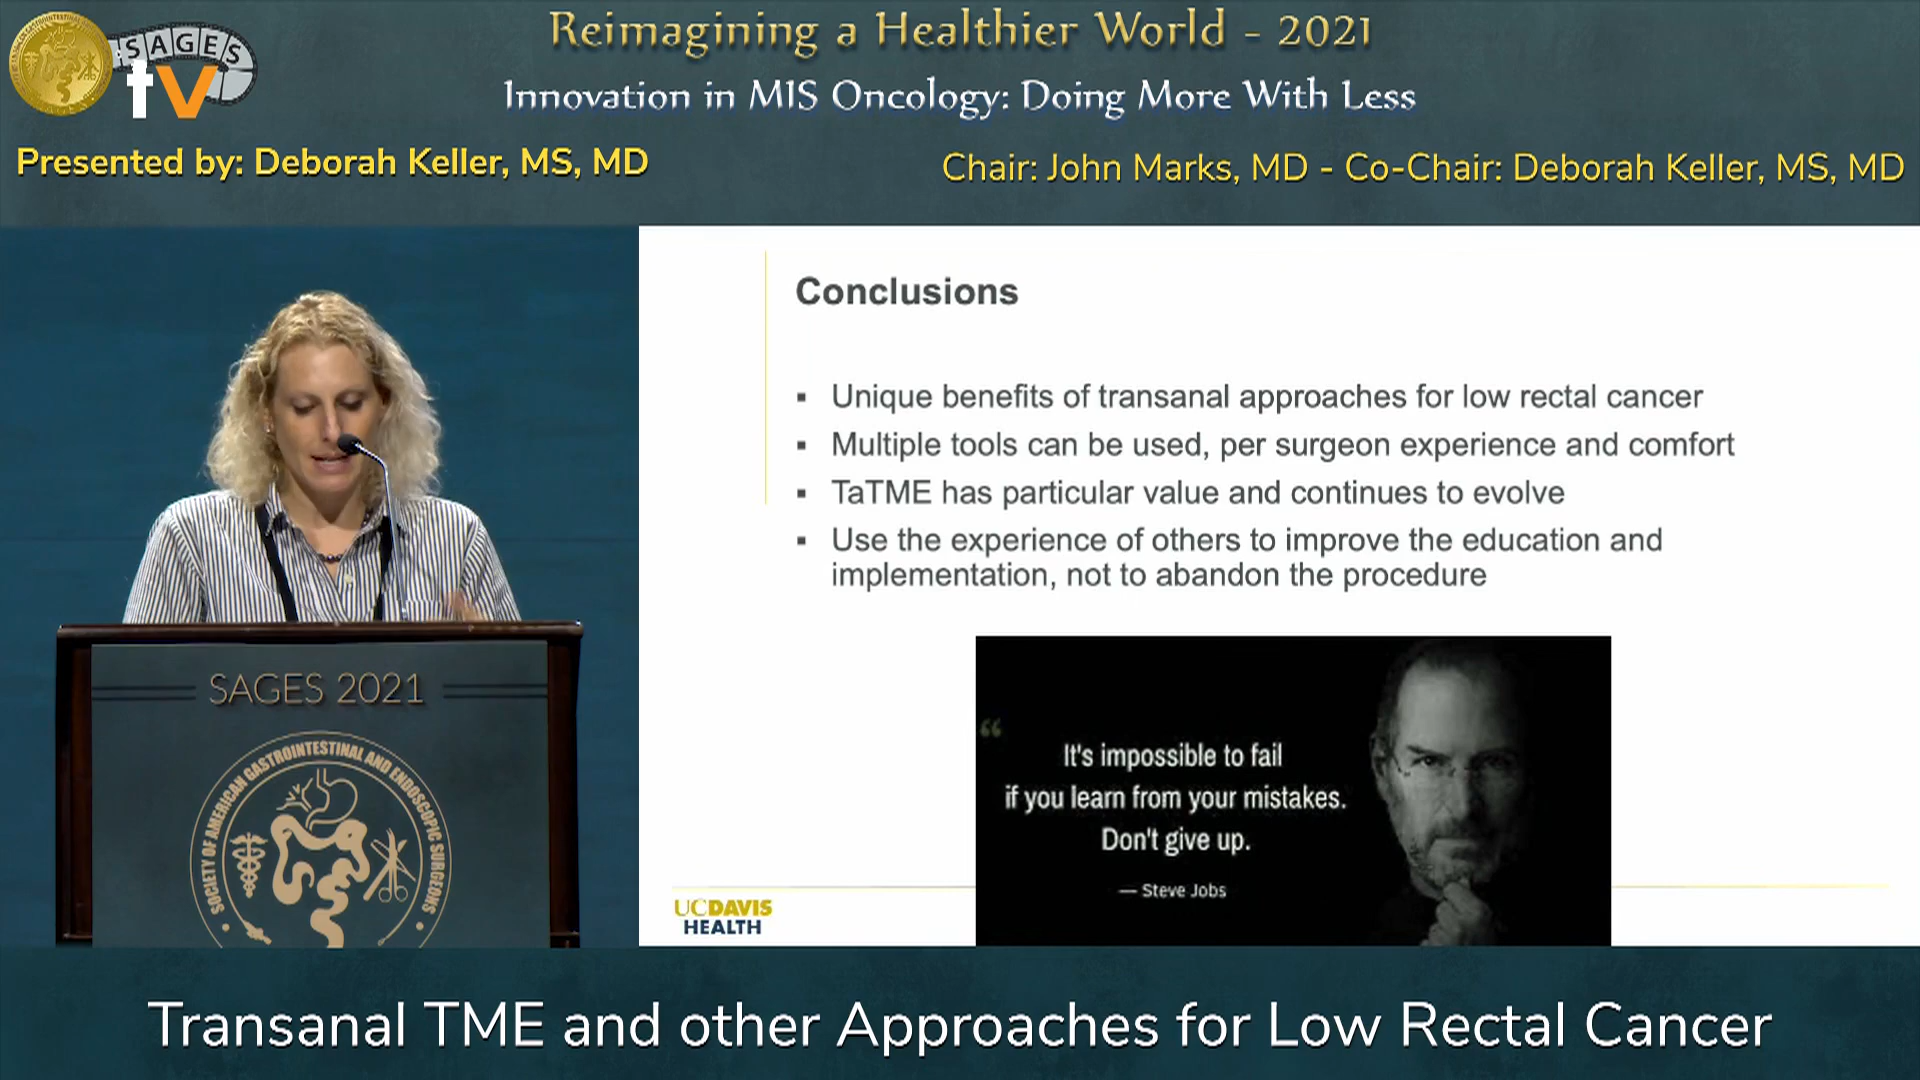 SAGES
tv
Reimagining a Healthier World - 2021
Innovation in MIS Oncology: Doing More With Less
Presented by: Deborah Keller, MS, MD
Chair: John Marks, MD - Co-Chair: Deborah Keller, MS, MD
Conclusions
▪ Unique benefits of transanal approaches for low rectal cancer
▪ Multiple tools can be used, per surgeon experience and comfort
▪ TaTME has particular value and continues to evolve
▪ Use the experience of others to improve the education and
implementation, not to abandon the procedure
“
It's impossible to fail
if you learn from your mistakes.
Don't give up.
— Steve Jobs
UCDAVIS
HEALTH
SAGES 2021
SOCIETY OF AMERICAN GASTROINTESTINAL AND ENDOSCOPIC SURGEONS
Transanal TME and other Approaches for Low Rectal Cancer